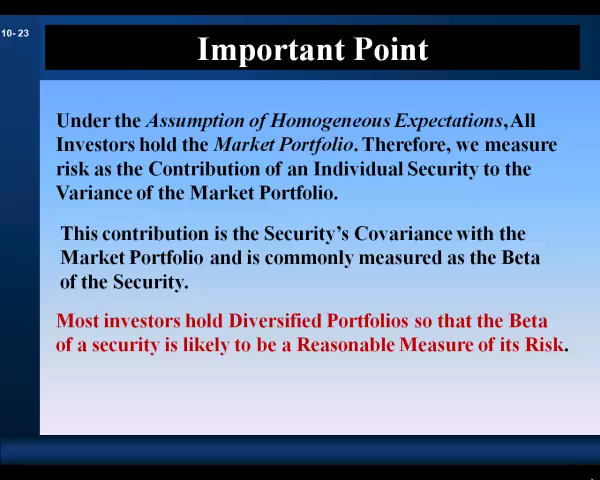 10- 23
Important Point
Under the Assumption of Homogeneous Expectations, All
Investors hold the Market Portfolio. Therefore, we measure
risk as the Contribution of an Individual Security to the
Variance of the Market Portfolio.
This contribution is the Security's Covariance with the
Market Portfolio and is commonly measured as the Beta
of the Security.
Most investors hold Diversified Portfolios so that the Beta
of a security is likely to be a Reasonable Measure of its Risk.